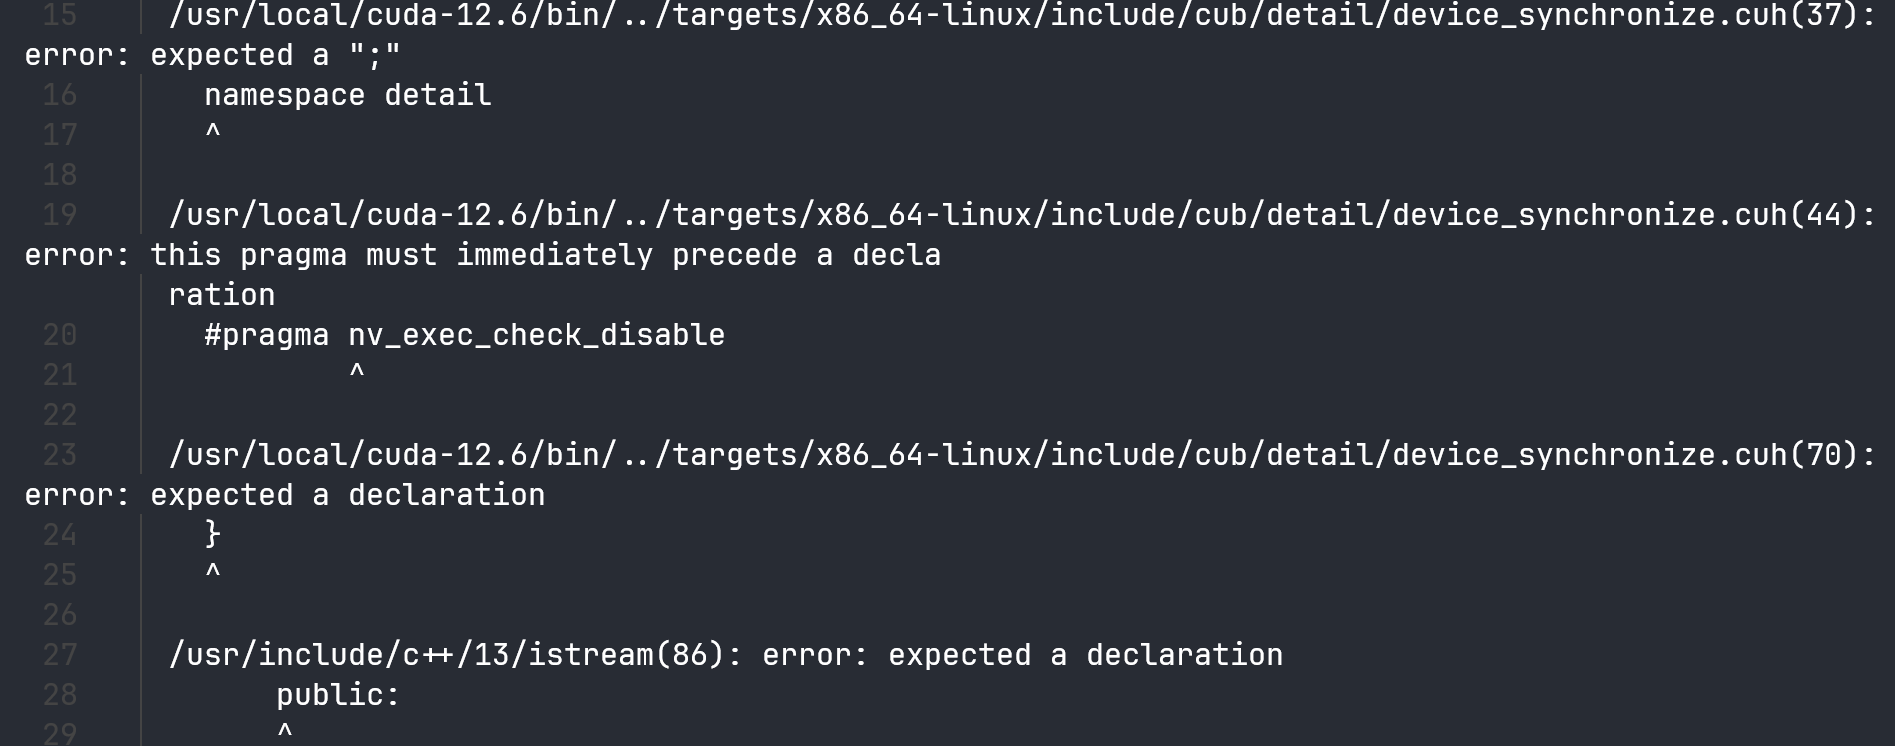 15 /usr/local/cuda-12.6/bin/../targets/x86_64-linux/include/cub/detail/device_synchronize.cuh(37):
error: expected a ";"
16 namespace detail
17 ^
18
19 /usr/local/cuda-12.6/bin/../targets/x86_64-linux/include/cub/detail/device_synchronize.cuh(44):
error: this pragma must immediately precede a decla
ration
20 #pragma nv_exec_check_disable
21 ^
22
23 /usr/local/cuda-12.6/bin/../targets/x86_64-linux/include/cub/detail/device_synchronize.cuh(70):
error: expected a declaration
24 }
25 ^
26
27 /usr/include/c++/13/istream(86): error: expected a declaration
28 public:
29 ^